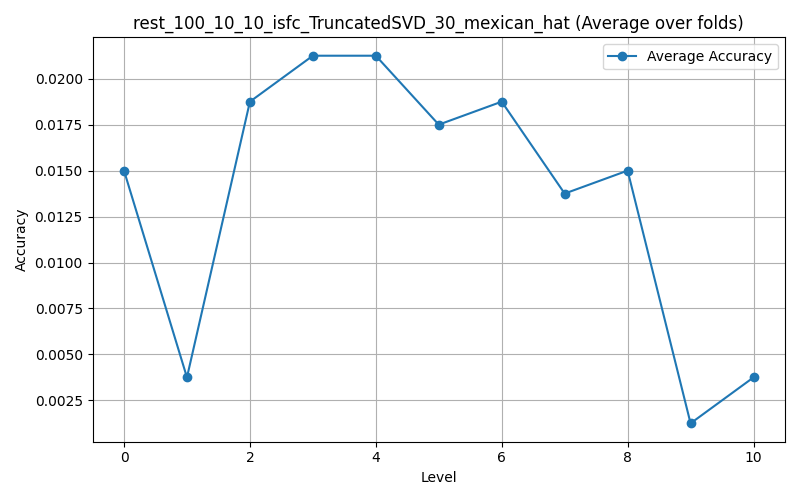 rest_100_10_10_isfc_TruncatedSVD_30_mexican_hat (Average over folds)
Average Accuracy
0.0200
0.0175
0.0150
0.0125
0.0100
0.0075
0.0050
0.0025
Accuracy
0 2 4 6 8 10
Level